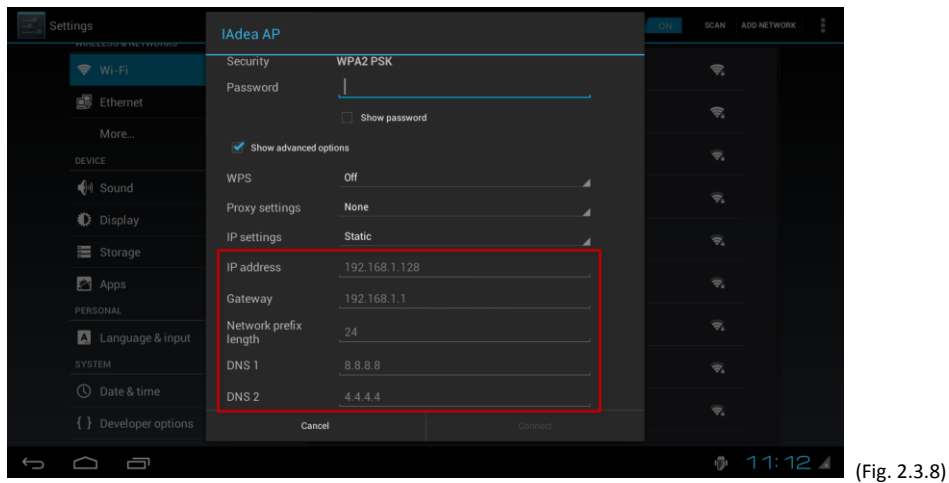 Settings
IAdea AP
ON
SCAN
ADD NETWORK
WIRELESS & NETWORKS
Wi-Fi
Ethernet
More...
DEVICE
Sound
Display
Storage
Apps
PERSONAL
A Language & input
SYSTEM
Date & time
{ } Developer options
Security WPA2 PSK
Password
Show password
Show advanced options
WPS Off
Proxy settings None
IP settings Static
IP address 192.168.1.128
Gateway 192.168.1.1
Network prefix
length 24
DNS 1 8.8.8.8
DNS 2 4.4.4.4
Cancel
Connect
11:12
(Fig. 2.3.8)